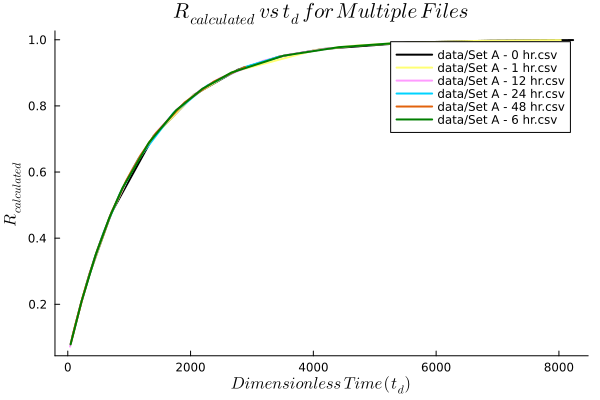 R_calculated vs t_d for Multiple Files
1.0
0.8
0.6
0.4
0.2
R_calculated
data/Set A - 0 hr.csv
data/Set A - 1 hr.csv
data/Set A - 12 hr.csv
data/Set A - 24 hr.csv
data/Set A - 48 hr.csv
data/Set A - 6 hr.csv
0 2000 4000 6000 8000
Dimensionless Time (t_d)